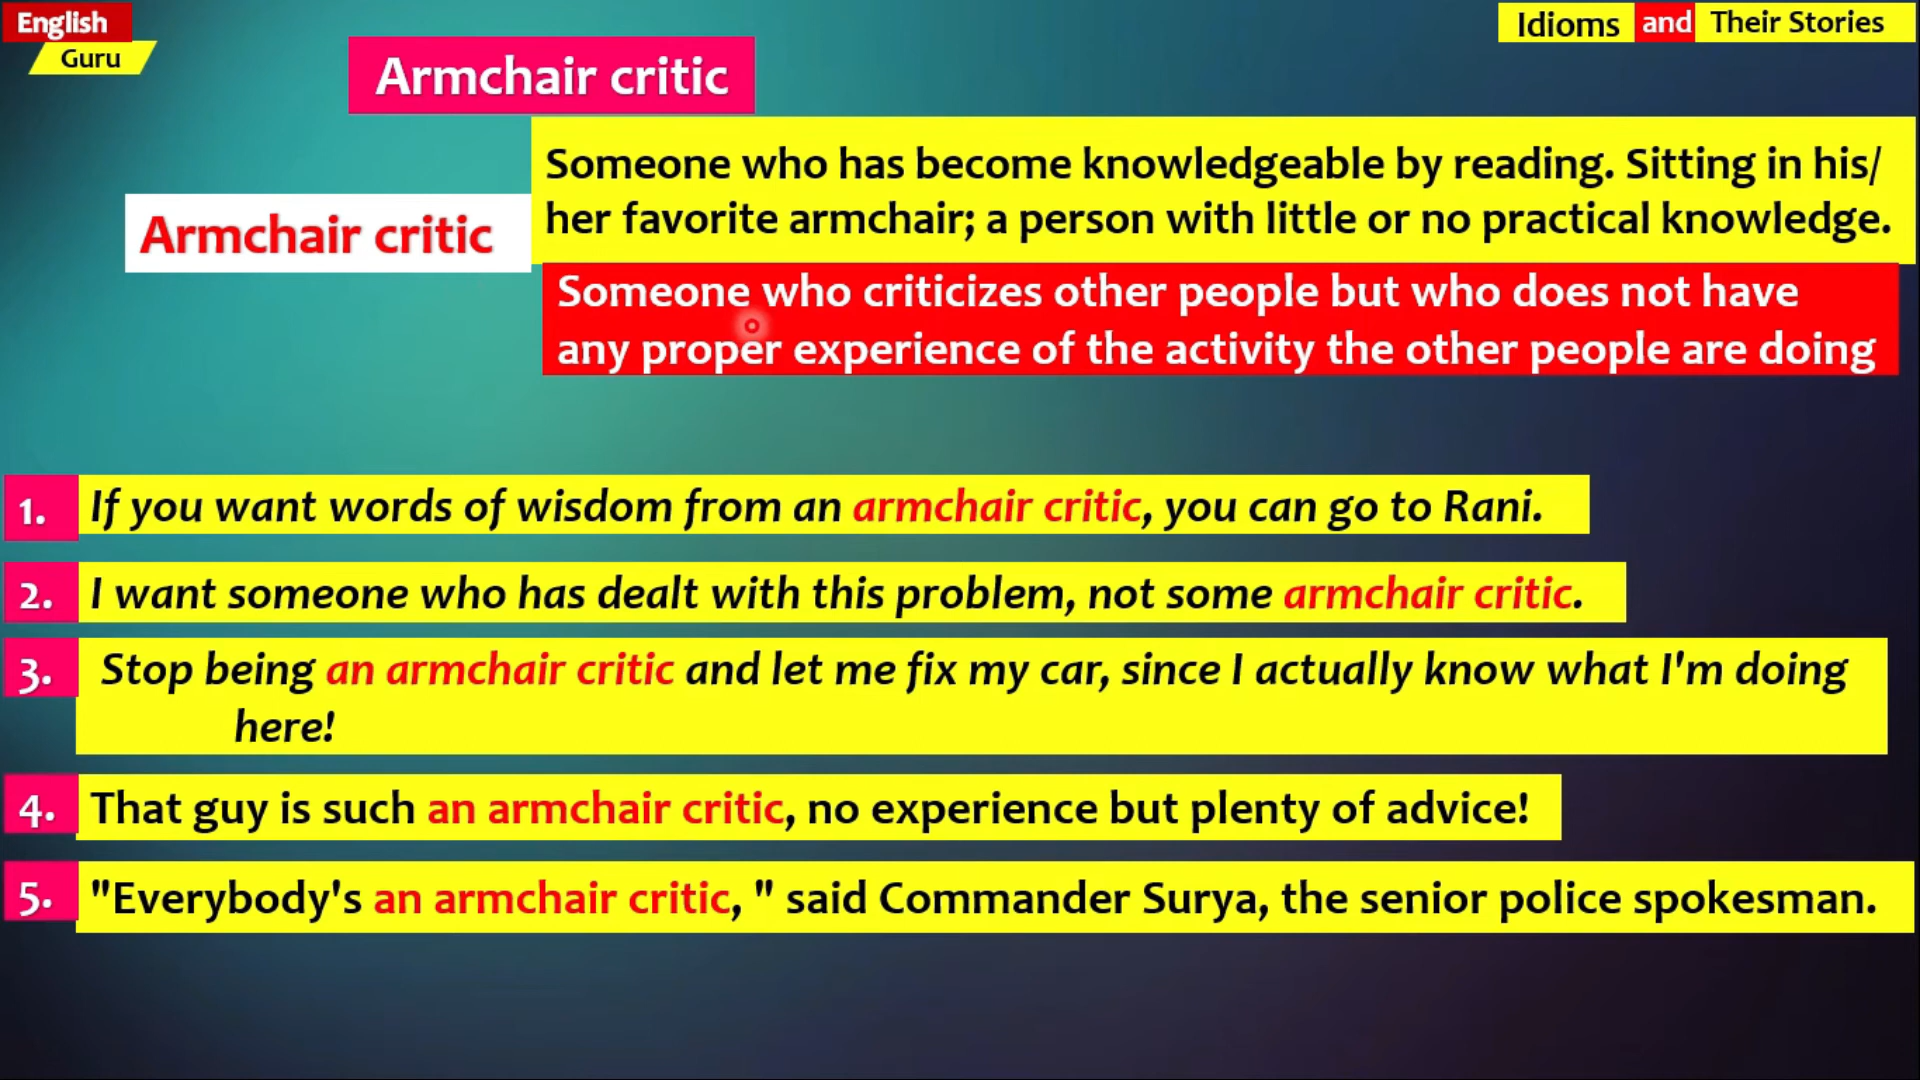 English
Guru
Idioms and Their Stories
Armchair critic
Armchair critic
Someone who has become knowledgeable by reading. Sitting in his/
her favorite armchair; a person with little or no practical knowledge.
Someone who criticizes other people but who does not have
any proper experience of the activity the other people are doing
1. If you want words of wisdom from an armchair critic, you can go to Rani.
2. I want someone who has dealt with this problem, not some armchair critic.
3. Stop being an armchair critic and let me fix my car, since I actually know what I'm doing
here!
4. That guy is such an armchair critic, no experience but plenty of advice!
5. "Everybody's an armchair critic, " said Commander Surya, the senior police spokesman.